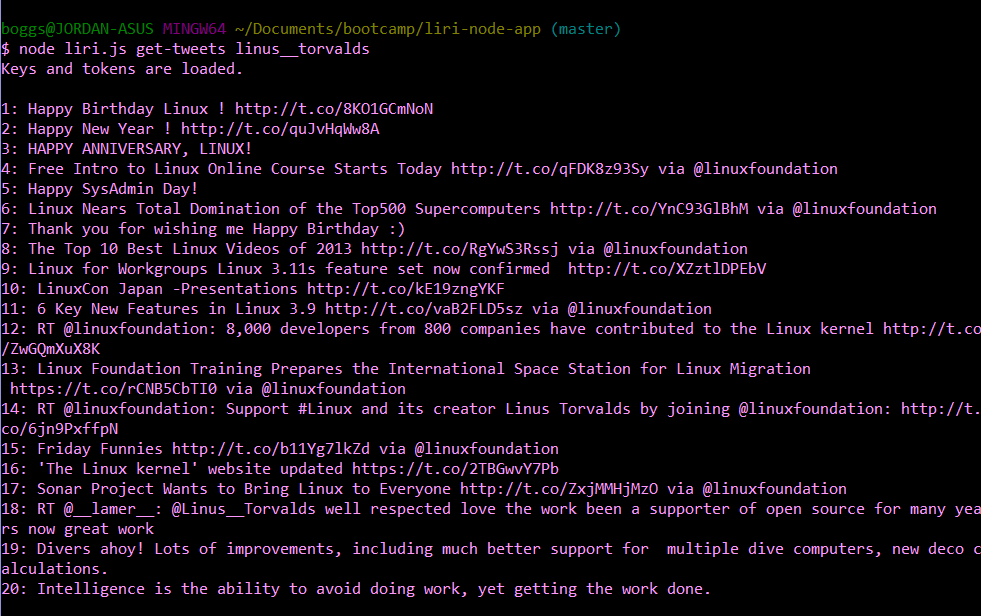 boggs@JORDAN-ASUS MINGW64 ~/Documents/bootcamp/liri-node-app (master)
$ node liri.js get-tweets linus__torvalds
Keys and tokens are loaded.
1: Happy Birthday Linux ! http://t.co/8KO1GCmNoN
2: Happy New Year ! http://t.co/quJvHqWw8A
3: HAPPY ANNIVERSARY, LINUX!
4: Free Intro to Linux Online Course Starts Today http://t.co/qFDK8z93Sy via @linuxfoundation
5: Happy SysAdmin Day!
6: Linux Nears Total Domination of the Top500 Supercomputers http://t.co/YnC93GlBhM via @linuxfoundation
7: Thank you for wishing me Happy Birthday :)
8: The Top 10 Best Linux Videos of 2013 http://t.co/RgYwS3Rssj via @linuxfoundation
9: Linux for Workgroups Linux 3.11s feature set now confirmed  http://t.co/XZztlDPEbV
10: LinuxCon Japan -Presentations http://t.co/kE19zngYKF
11: 6 Key New Features in Linux 3.9 http://t.co/vaB2FLD5sz via @linuxfoundation
12: RT @linuxfoundation: 8,000 developers from 800 companies have contributed to the Linux kernel http://t.co
/ZwGQmXuX8K
13: Linux Foundation Training Prepares the International Space Station for Linux Migration
https://t.co/rCNB5CbTI0 via @linuxfoundation
14: RT @linuxfoundation: Support #Linux and its creator Linus Torvalds by joining @linuxfoundation: http://t.
co/6jn9PxffpN
15: Friday Funnies http://t.co/b11Yg7lkZd via @linuxfoundation
16: 'The Linux kernel' website updated https://t.co/2TBGwvY7Pb
17: Sonar Project Wants to Bring Linux to Everyone http://t.co/ZxjMMHjMzO via @linuxfoundation
18: RT @__lamer__: @Linus__Torvalds well respected love the work been a supporter of open source for many yea
rs now great work
19: Divers ahoy! Lots of improvements, including much better support for  multiple dive computers, new deco c
alculations.
20: Intelligence is the ability to avoid doing work, yet getting the work done.